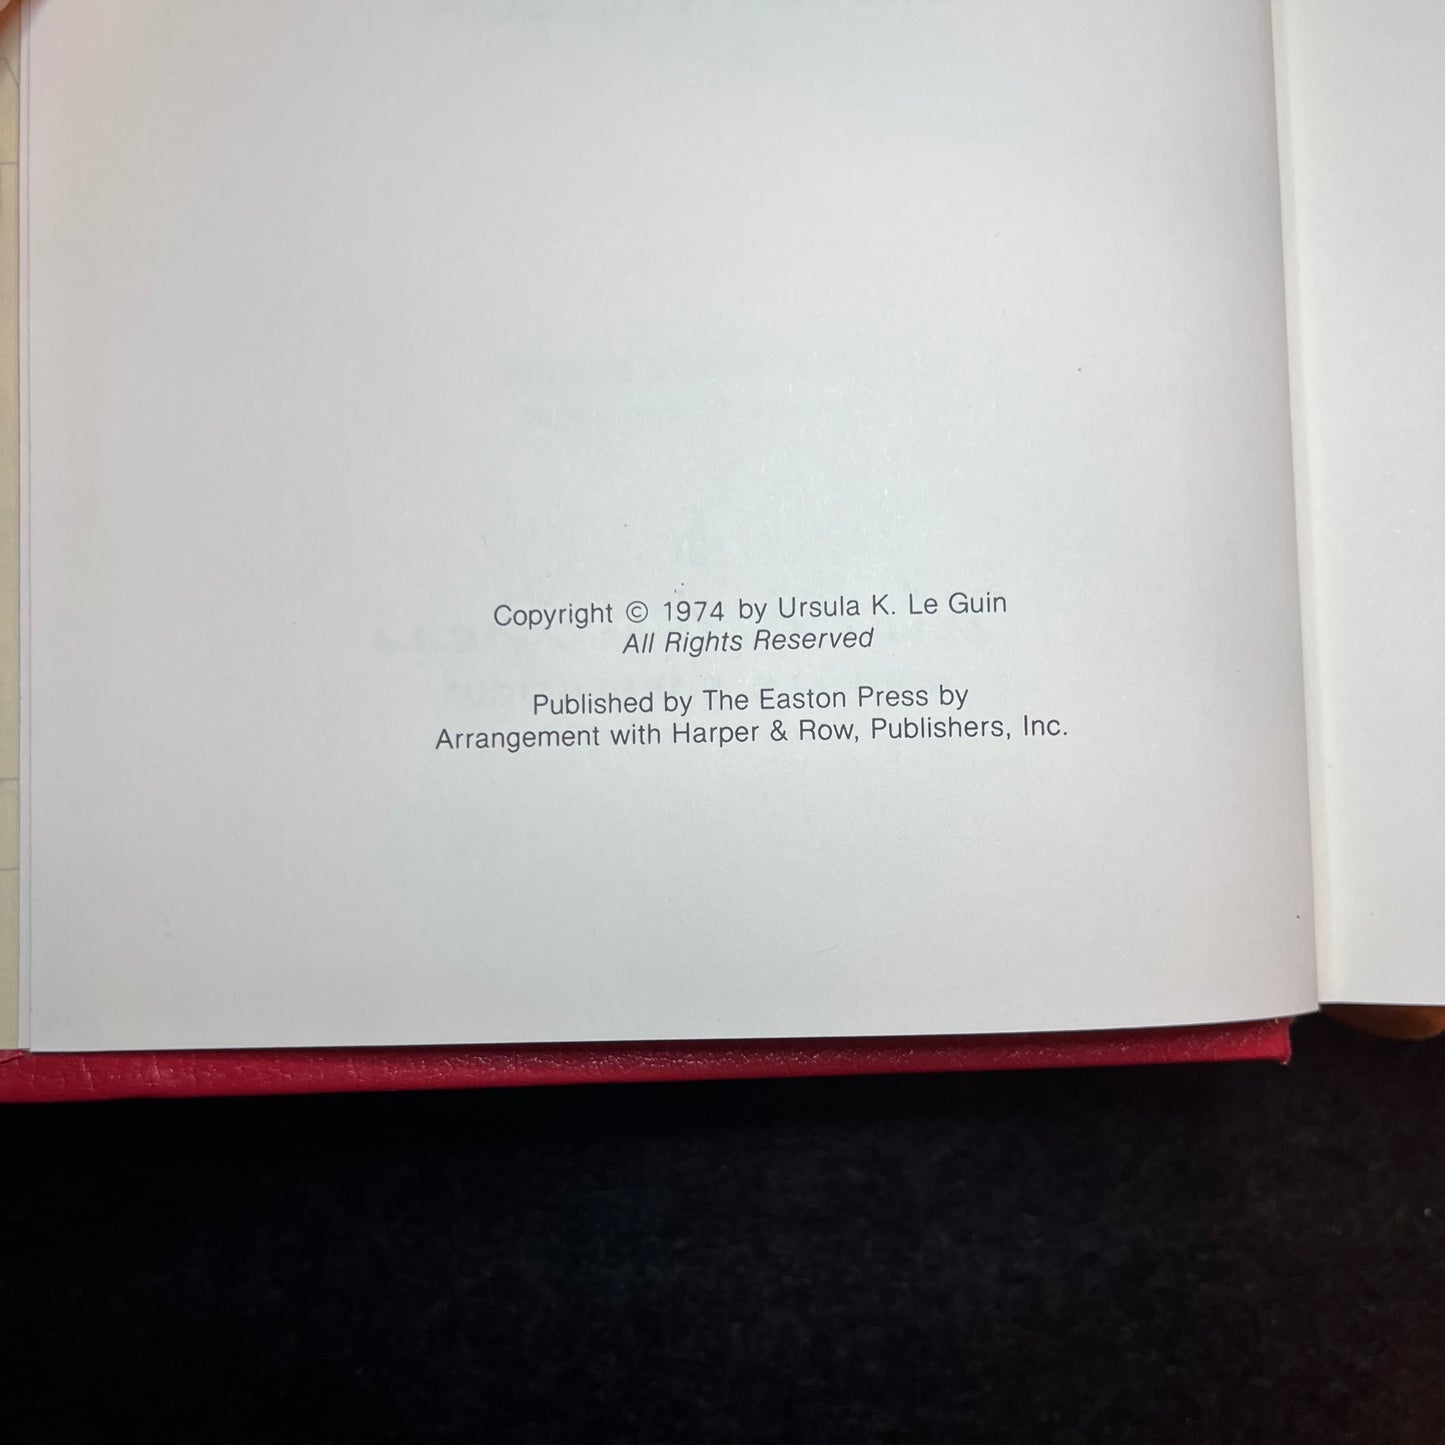 Copyright © 1974 by Ursula K. Le Guin
All Rights Reserved
Published by The Easton Press by
Arrangement with Harper & Row, Publishers, Inc.